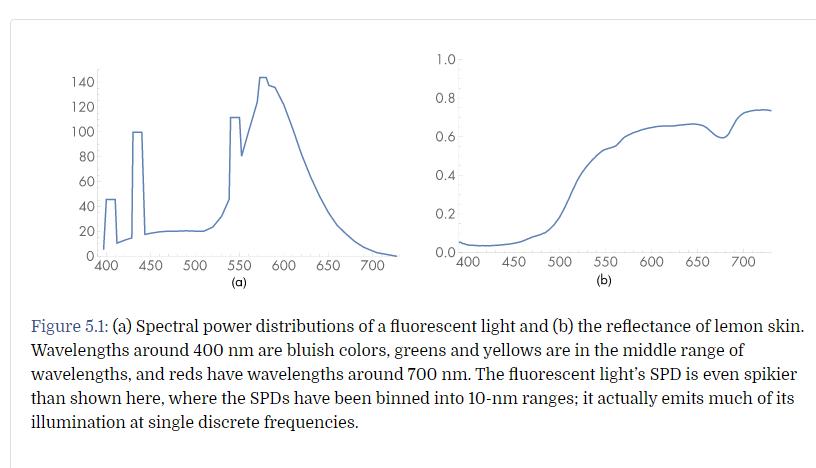 140
120
100
80
60
40
20
0
400 450 500 550 600 650 700
(a)
1.0
0.8
0.6
0.4
0.2
0.0
400 450 500 550 600 650 700
(b)
Figure 5.1: (a) Spectral power distributions of a fluorescent light and (b) the reflectance of lemon skin.
Wavelengths around 400 nm are bluish colors, greens and yellows are in the middle range of
wavelengths, and reds have wavelengths around 700 nm. The fluorescent light’s SPD is even spikier
than shown here, where the SPDs have been binned into 10-nm ranges; it actually emits much of its
illumination at single discrete frequencies.